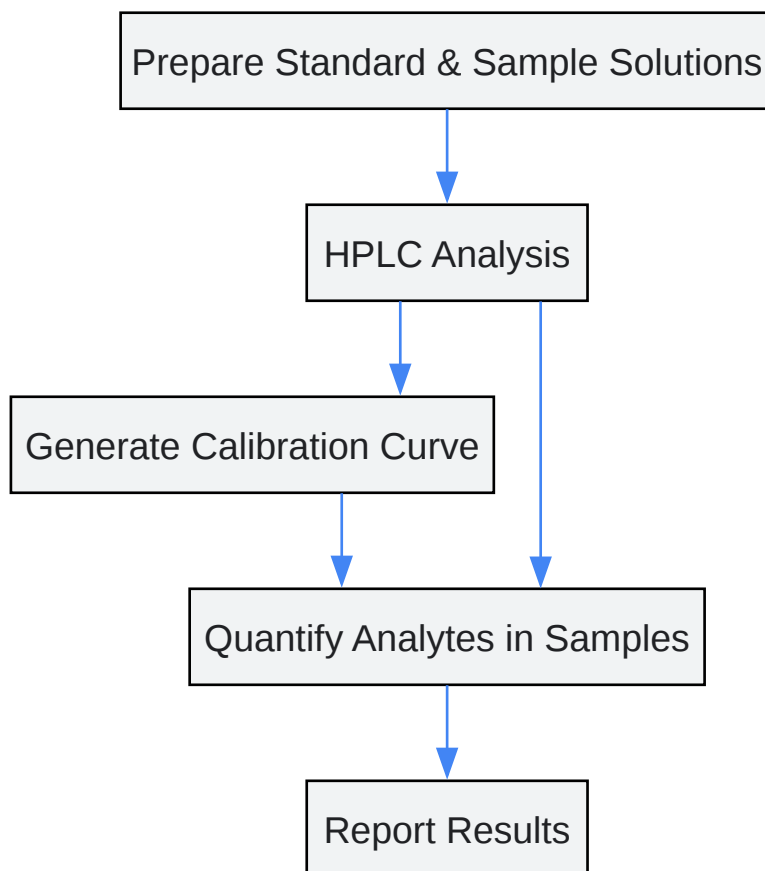 Prepare Standard & Sample Solutions
HPLC Analysis
Generate Calibration Curve
Quantify Analytes in Samples
Report Results